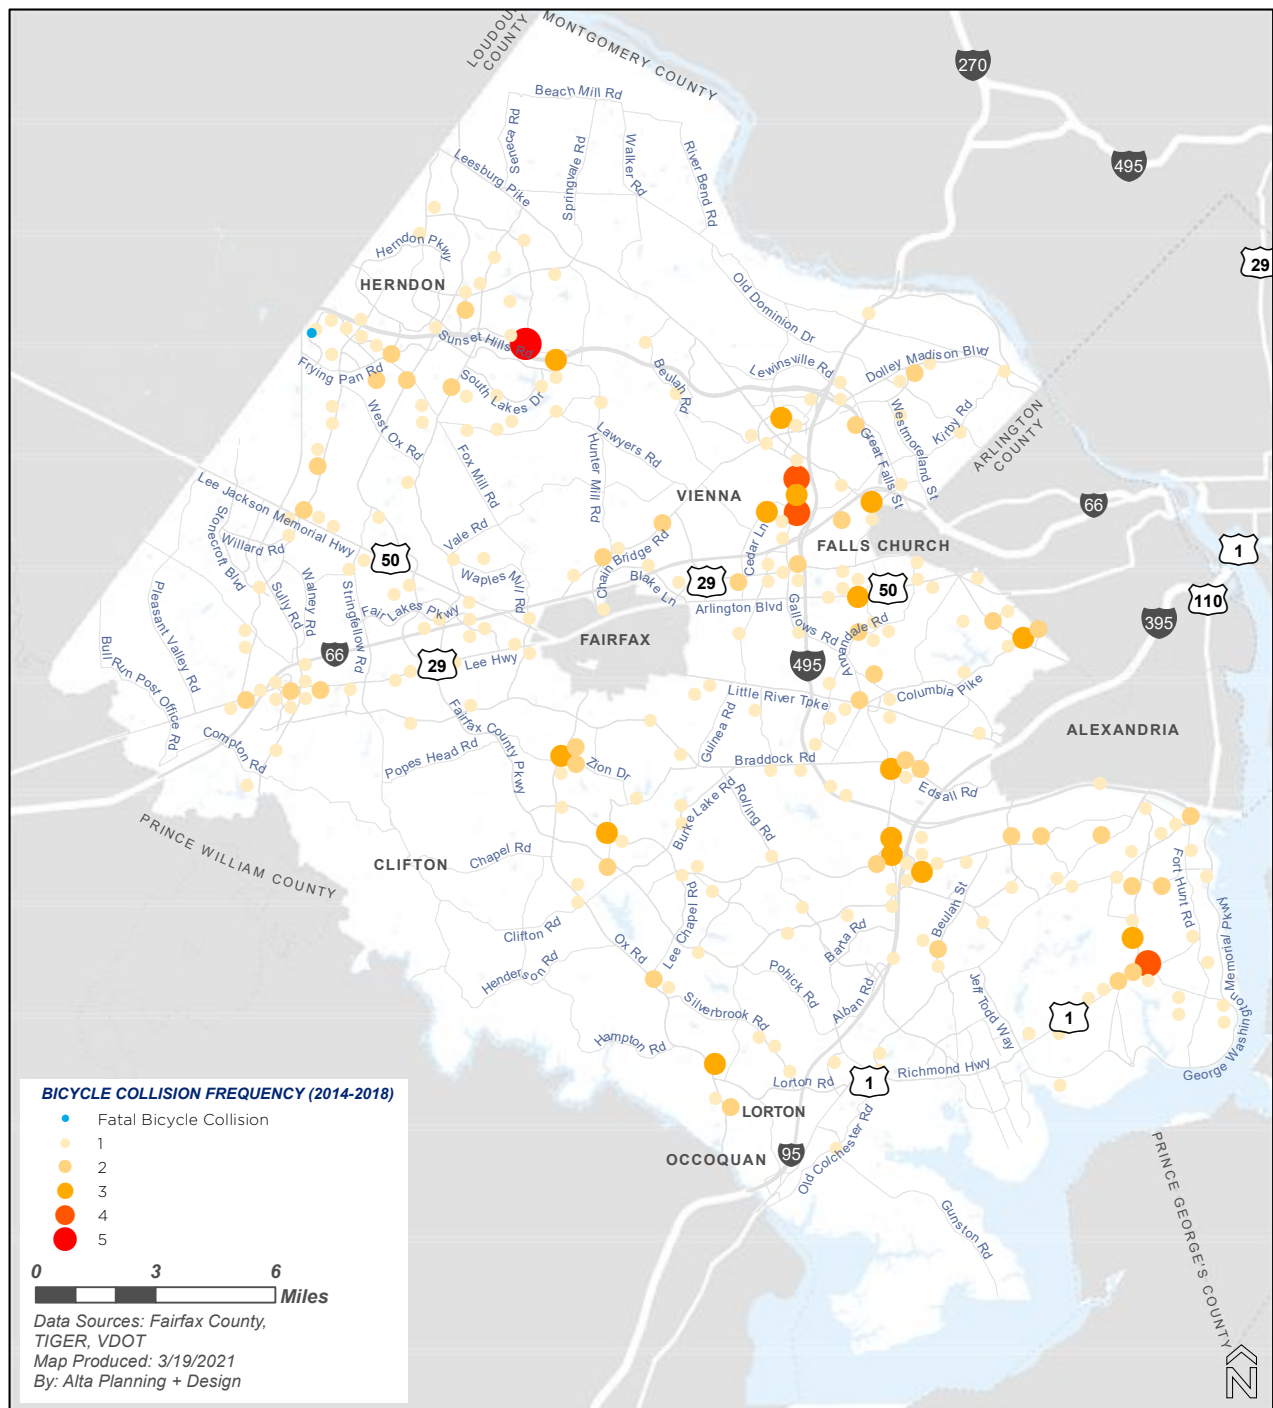 LOUDOUN
COUNTY
MONTGOMERY COUNTY
270
495
29
Beach Mill Rd
Seneca Rd
Springvale Rd
Walker Rd
River Bend Rd
Leesburg Pike
Herndon Pkwy
HERNDON
Old Dominion Dr
Sunset Hills Rd
Frying Pan Rd
South Lakes Dr
Beulah Rd
Lewinsville Rd
Dolley Madison Blvd
West Ox Rd
Westmoreland St
Kirby Rd
Great Falls St
ARLINGTON
COUNTY
Lawyers Rd
Fox Mill Rd
Hunter Mill Rd
VIENNA
66
Lee Jackson Memorial Hwy
Stonecroft Blvd
Willard Rd
Vale Rd
Chain Bridge Rd
Cedar Ln
FALLS CHURCH
1
50
Waples Mill Rd
Blake Ln
29
50
110
Pleasant Valley Rd
Sully Rd
Walney Rd
Stringfellow Rd
Fair Lakes Pkwy
Arlington Blvd
Gallows Rd
Annandale Rd
395
FAIRFAX
Bull Run Post Office Rd
66
29
Lee Hwy
495
Little River Tpke
Columbia Pike
Guinea Rd
Fairfax County Pkwy
ALEXANDRIA
Compton Rd
Popes Head Rd
Zion Dr
Braddock Rd
Edsall Rd
Burke Lake Rd
Rolling Rd
PRINCE WILLIAM COUNTY
CLIFTON
Chapel Rd
Fort Hunt Rd
Lee Chapel Rd
Beulah St
Clifton Rd
Ox Rd
Barta Rd
George Washington Memorial Pkwy
Henderson Rd
Pohick Rd
Alban Rd
Jeff Todd Way
Silverbrook Rd
1
Hampton Rd
Lorton Rd
1
Richmond Hwy
LORTON
OCCOQUAN
95
Old Colchester Rd
Gunston Rd
PRINCE GEORGE'S COUNTY
BICYCLE COLLISION FREQUENCY (2014-2018)
Fatal Bicycle Collision
1
2
3
4
5
0 3 6
Miles
Data Sources: Fairfax County,
TIGER, VDOT
Map Produced: 3/19/2021
By: Alta Planning + Design
N